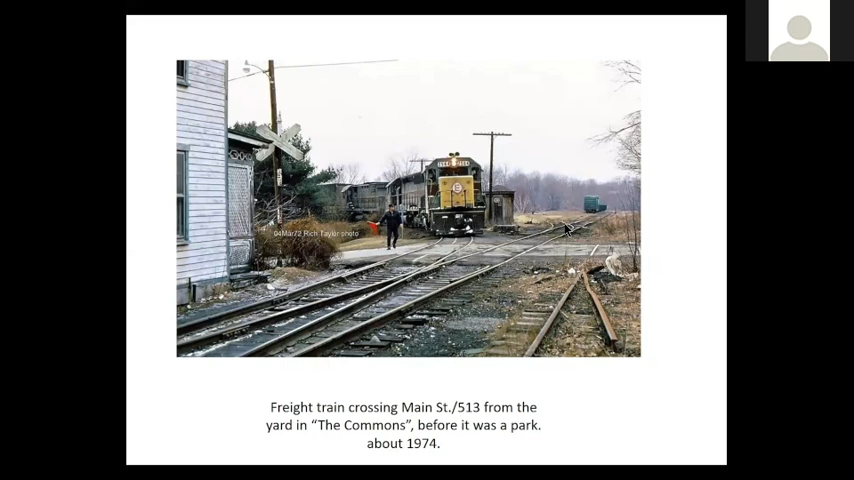 04Mar72 Rich Taylor photo
Freight train crossing Main St./513 from the
yard in “The Commons”, before it was a park.
about 1974.